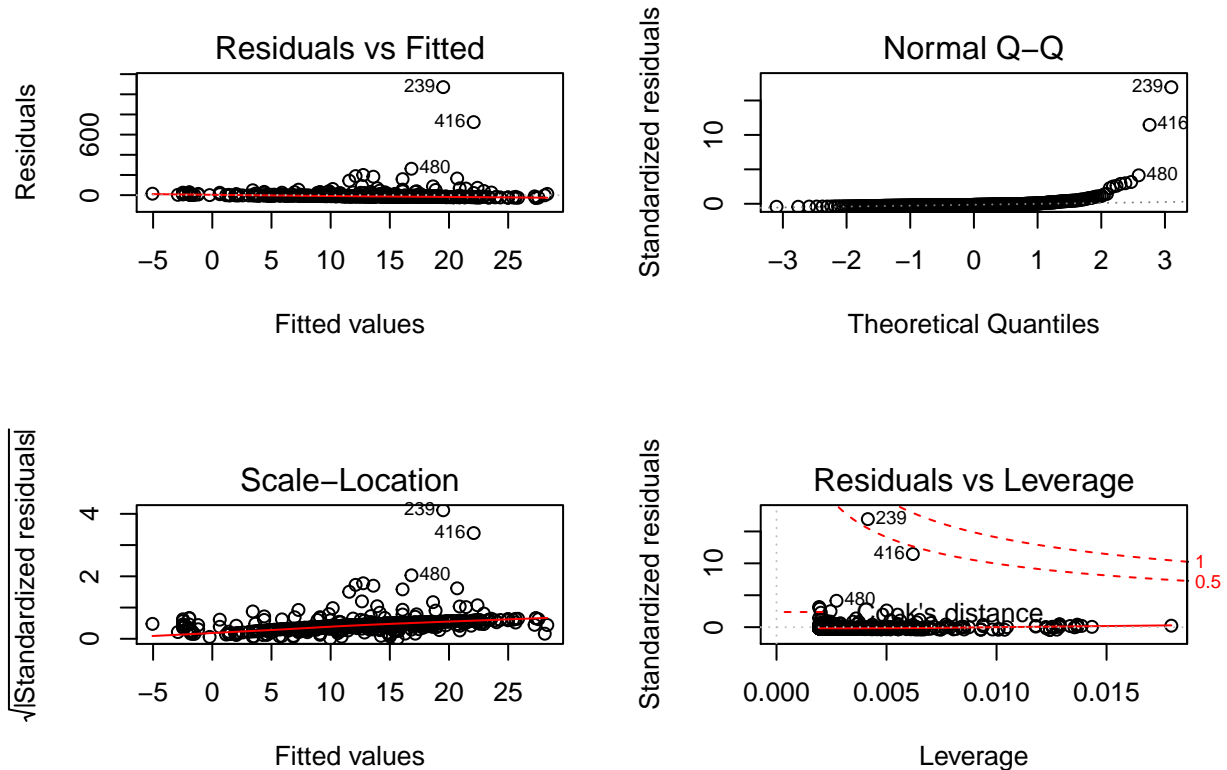 Residuals vs Fitted
Residuals
600
0
239
416
480
−5 0 5 10 15 20 25
Fitted values
Normal Q−Q
Standardized residuals
10
0
239
416
480
−3 −2 −1 0 1 2 3
Theoretical Quantiles
Scale−Location
√|Standardized residuals|
4
2
0
239
416
480
−5 0 5 10 15 20 25
Fitted values
Residuals vs Leverage
Standardized residuals
10
0
239
416
480
Cook's distance
1
0.5
0.000 0.005 0.010 0.015
Leverage